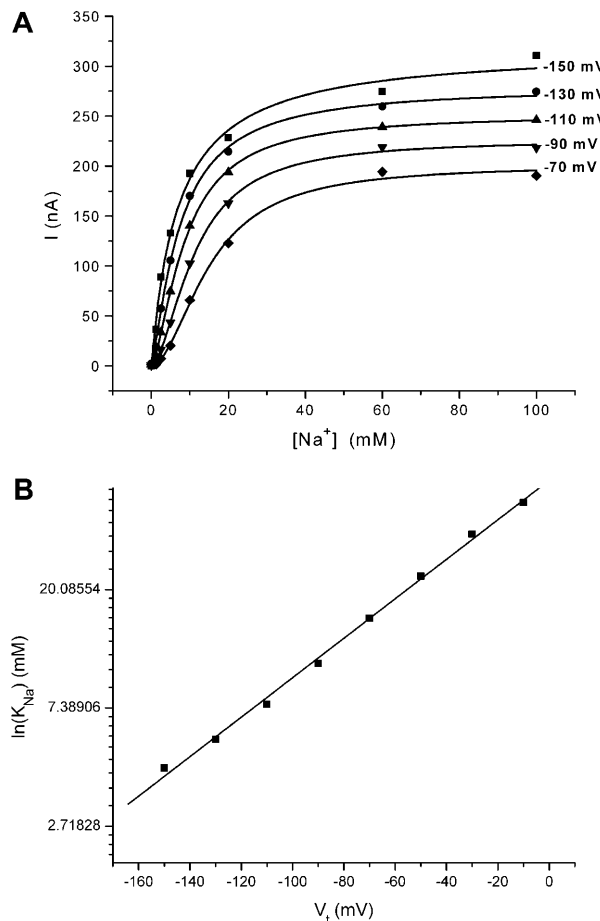 A
350
300
250
200
150
100
50
0
I (nA)
-150 mV
-130 mV
-110 mV
-90 mV
-70 mV
0
20
40
60
80
100
[Na+] (mM)
B
20.08554
7.38906
2.71828
ln(KNa) (mM)
-160
-140
-120
-100
-80
-60
-40
-20
0
Vt (mV)